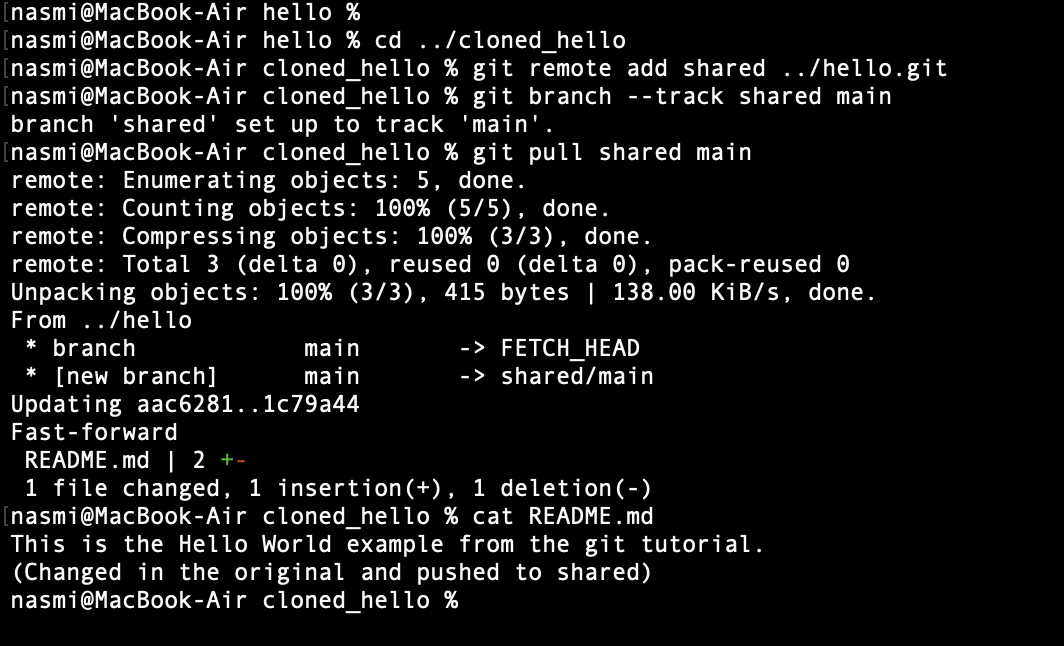 [nasmi@MacBook-Air hello %
[nasmi@MacBook-Air hello % cd ../cloned_hello
[nasmi@MacBook-Air cloned_hello % git remote add shared ../hello.git
[nasmi@MacBook-Air cloned_hello % git branch --track shared main
branch 'shared' set up to track 'main'.
[nasmi@MacBook-Air cloned_hello % git pull shared main
remote: Enumerating objects: 5, done.
remote: Counting objects: 100% (5/5), done.
remote: Compressing objects: 100% (3/3), done.
remote: Total 3 (delta 0), reused 0 (delta 0), pack-reused 0
Unpacking objects: 100% (3/3), 415 bytes | 138.00 KiB/s, done.
From ../hello
 * branch            main       -> FETCH_HEAD
 * [new branch]      main       -> shared/main
Updating aac6281..1c79a44
Fast-forward
 README.md | 2 +-
 1 file changed, 1 insertion(+), 1 deletion(-)
[nasmi@MacBook-Air cloned_hello % cat README.md
This is the Hello World example from the git tutorial.
(Changed in the original and pushed to shared)
nasmi@MacBook-Air cloned_hello %